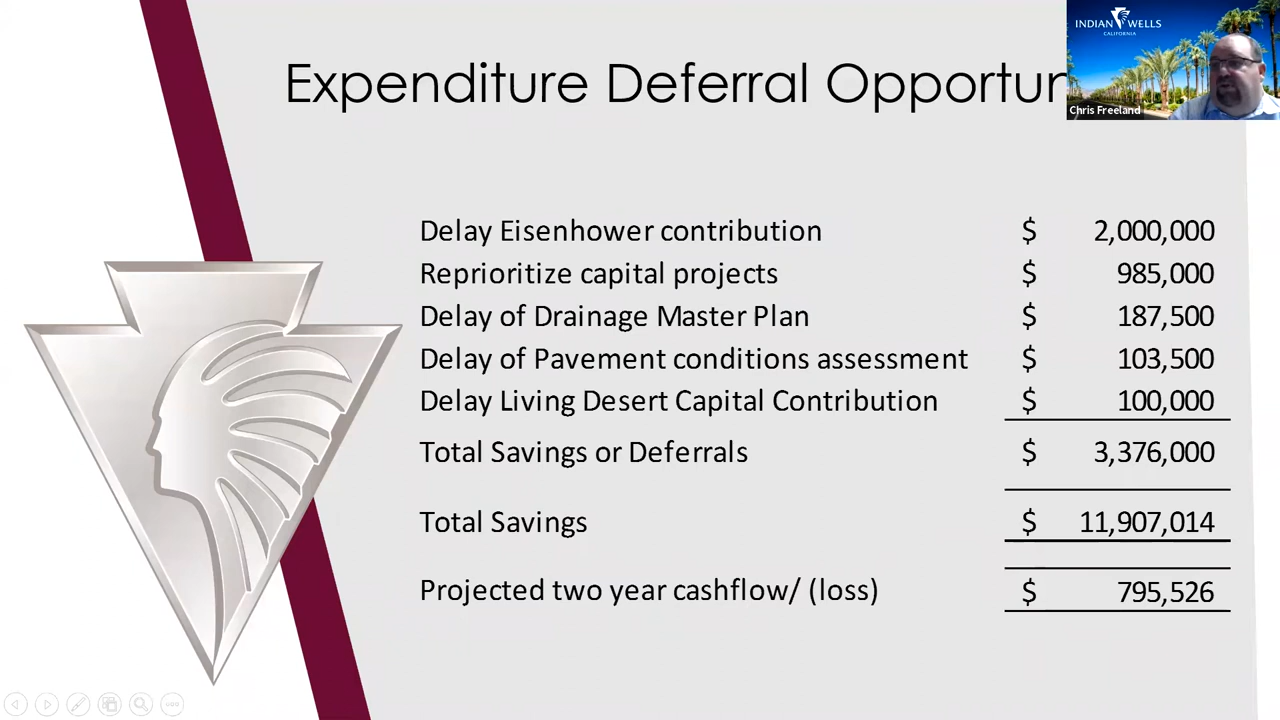 Expenditure Deferral Opportun
INDIAN WELLS
CALIFORNIA
Chris Freeland
Delay Eisenhower contribution $ 2,000,000
Reprioritize capital projects $ 985,000
Delay of Drainage Master Plan $ 187,500
Delay of Pavement conditions assessment $ 103,500
Delay Living Desert Capital Contribution $ 100,000
Total Savings or Deferrals $ 3,376,000
Total Savings $ 11,907,014
Projected two year cashflow/ (loss) $ 795,526